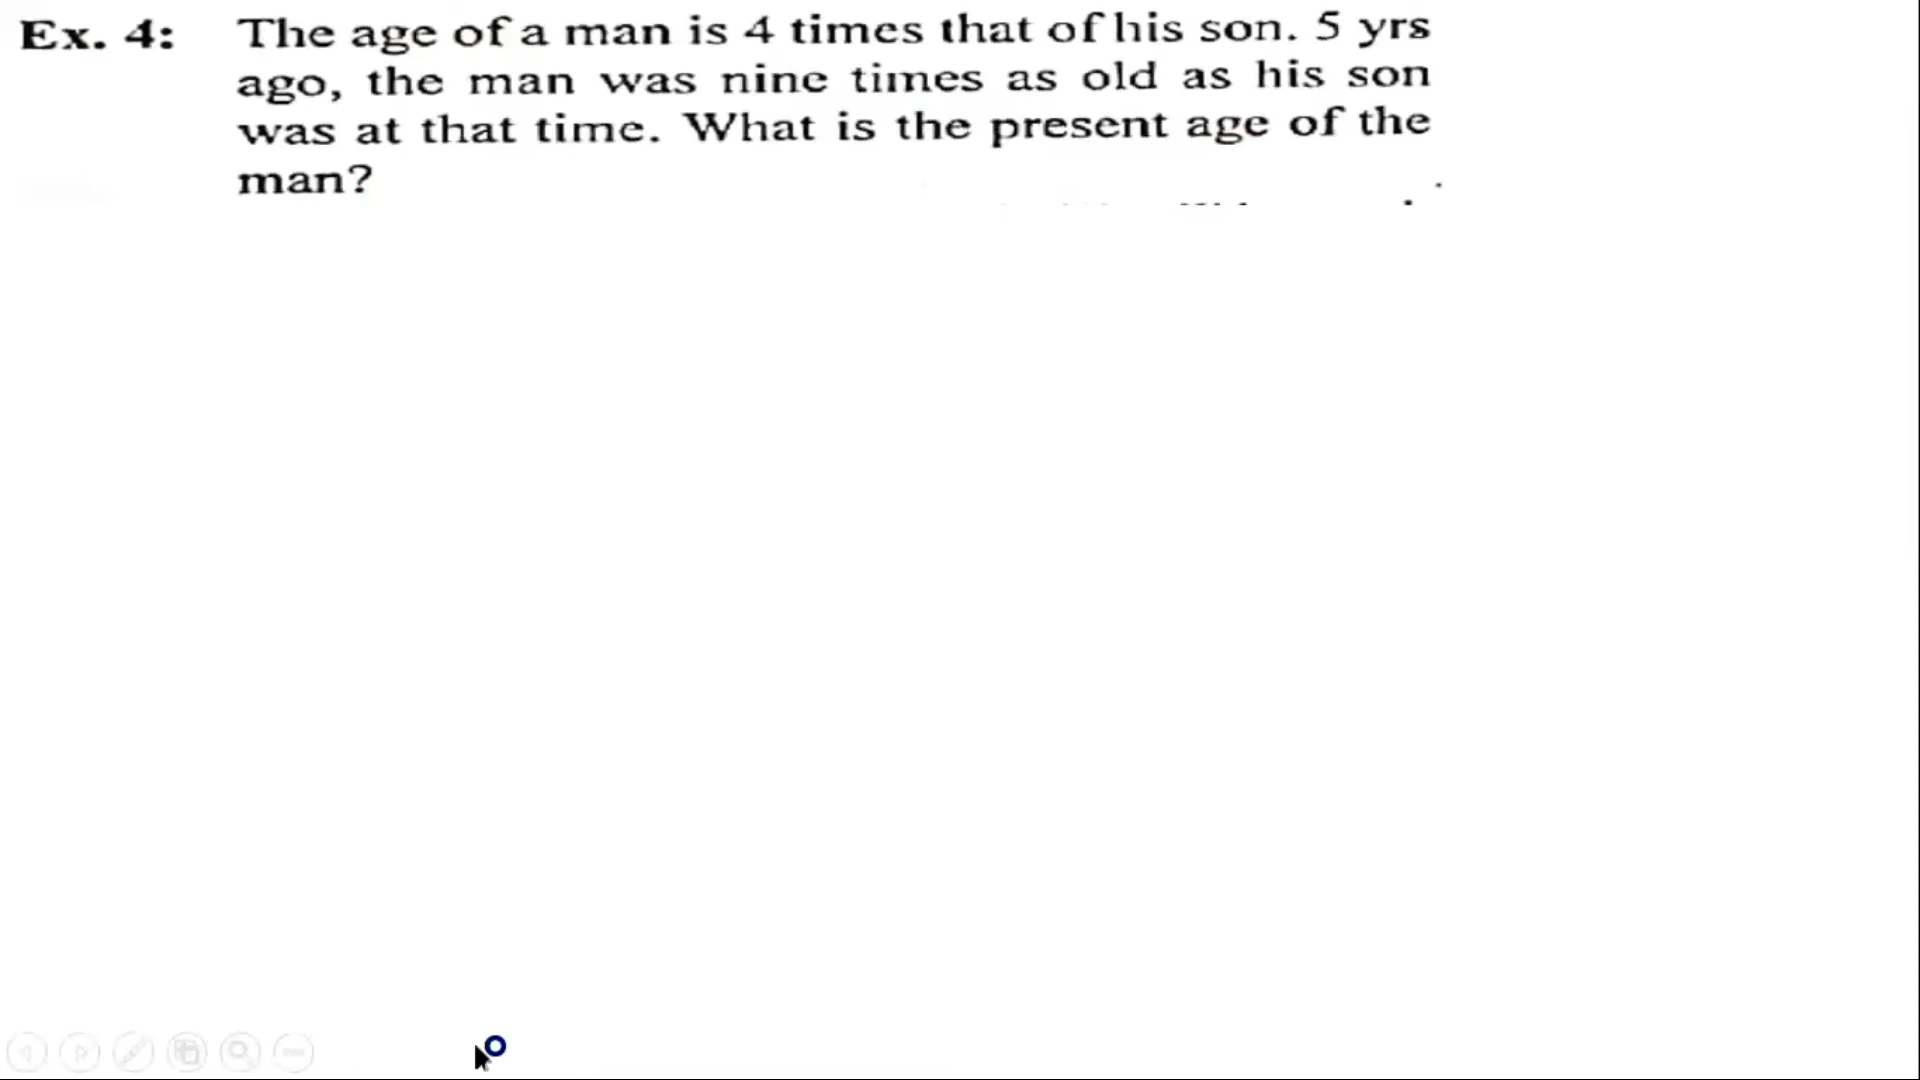 Ex. 4: The age of a man is 4 times that of his son. 5 yrs
ago, the man was nine times as old as his son
was at that time. What is the present age of the
man?